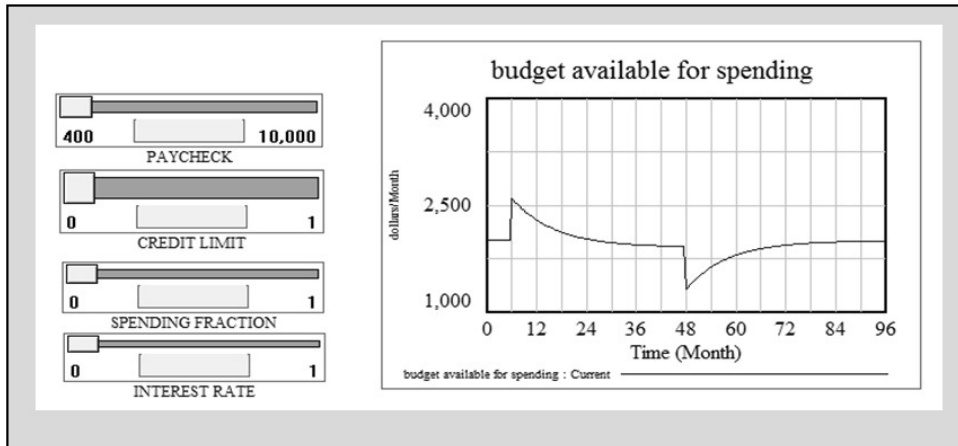 400 10,000
PAYCHECK
0 1
CREDIT LIMIT
0 1
SPENDING FRACTION
0 1
INTEREST RATE
budget available for spending
4,000
2,500
1,000
dollars/Month
0 12 24 36 48 60 72 84 96
Time (Month)
budget available for spending : Current